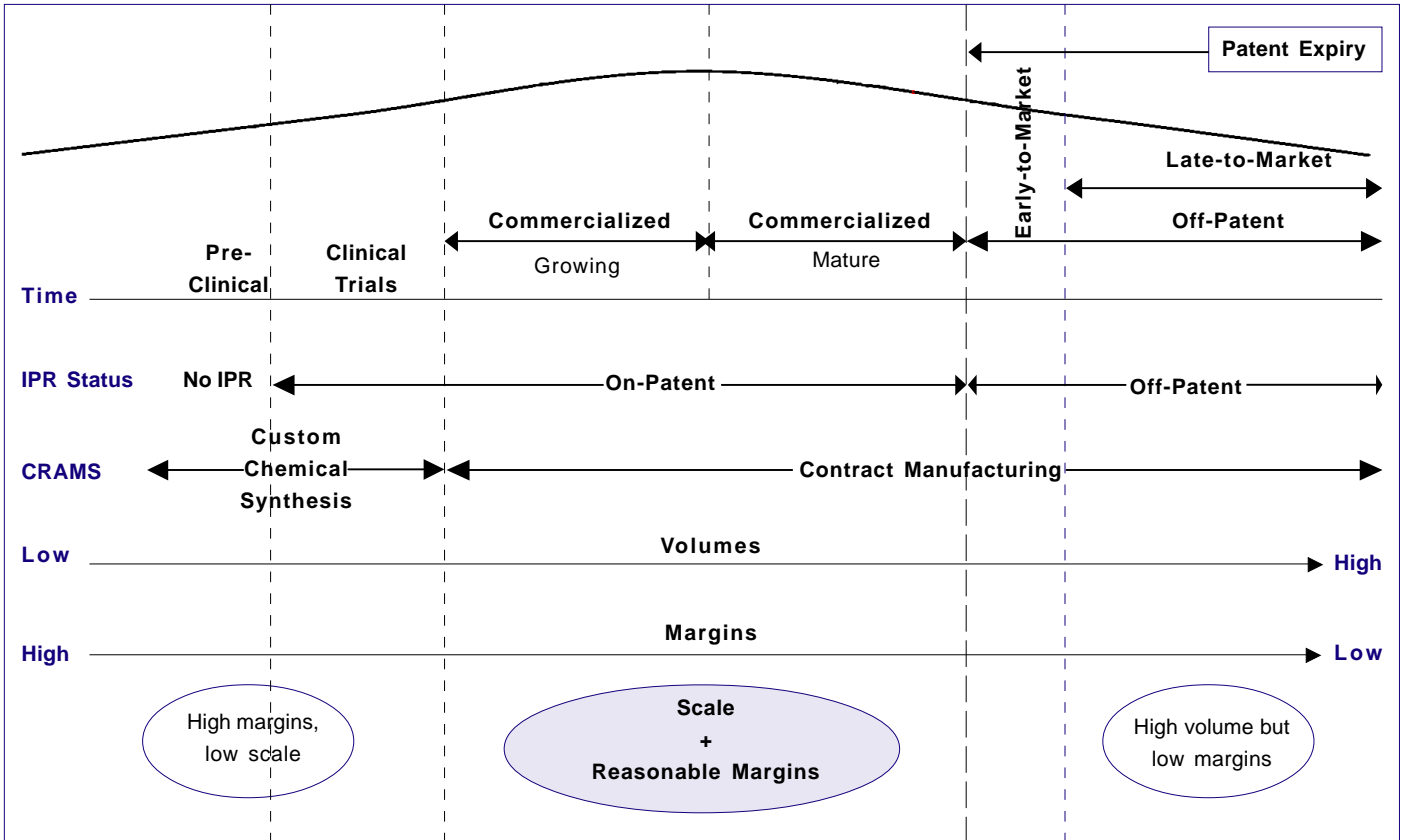 Patent Expiry
Early-to-Market
Late-to-Market
Commercialized
Commercialized
Off-Patent
Growing
Mature
Pre-
Clinical
Clinical
Trials
Time
IPR Status
No IPR
On-Patent
Off-Patent
CRAMS
Custom
Chemical
Synthesis
Contract Manufacturing
Low
Volumes
High
High
Margins
Low
High margins,
low scale
Scale
+
Reasonable Margins
High volume but
low margins